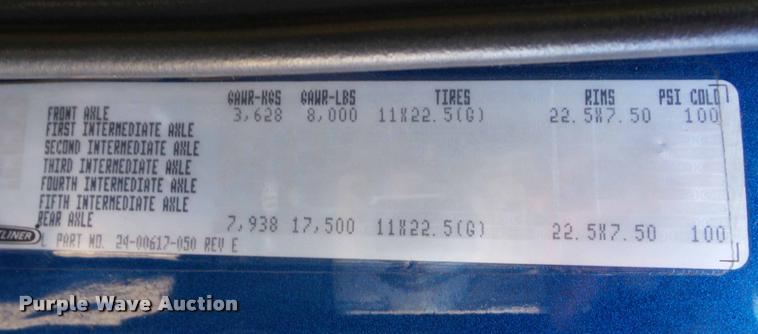 GAWR-KGS GAWR-LBS TIRES RIMS PSI COLD
FRONT AXLE 3,628 8,000 11X22.5(G) 22.5X7.50 100
FIRST INTERMEDIATE AXLE
SECOND INTERMEDIATE AXLE
THIRD INTERMEDIATE AXLE
FOURTH INTERMEDIATE AXLE
FIFTH INTERMEDIATE AXLE
REAR AXLE 7,938 17,500 11X22.5(G) 22.5X7.50 100
TLINER L PART NO. 24-00617-050 REV E
Purple Wave Auction